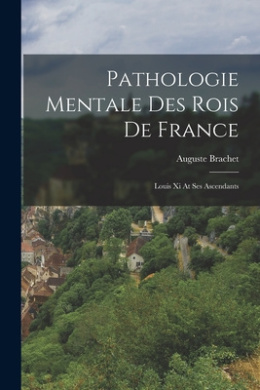 Pathologie
Mentale Des Rois
De France
Auguste Brachet
Louis Xi At Ses Ascendants